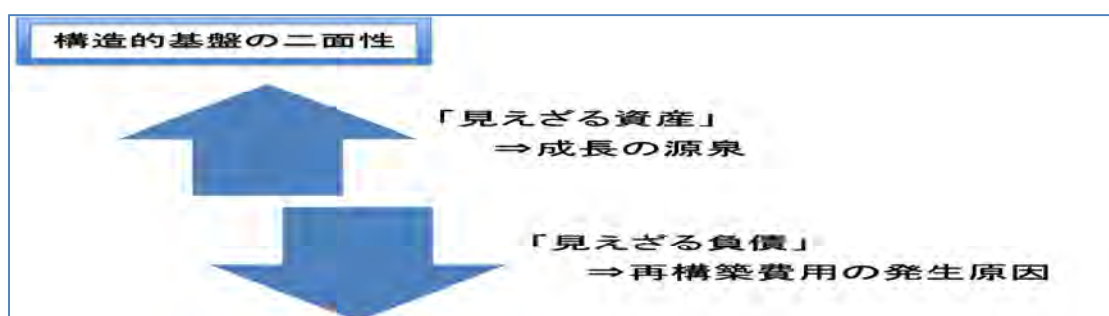 構造的基盤の二面性
「見えざる資産」
⇒成長の源泉
「見えざる負債」
⇒再構築費用の発生原因